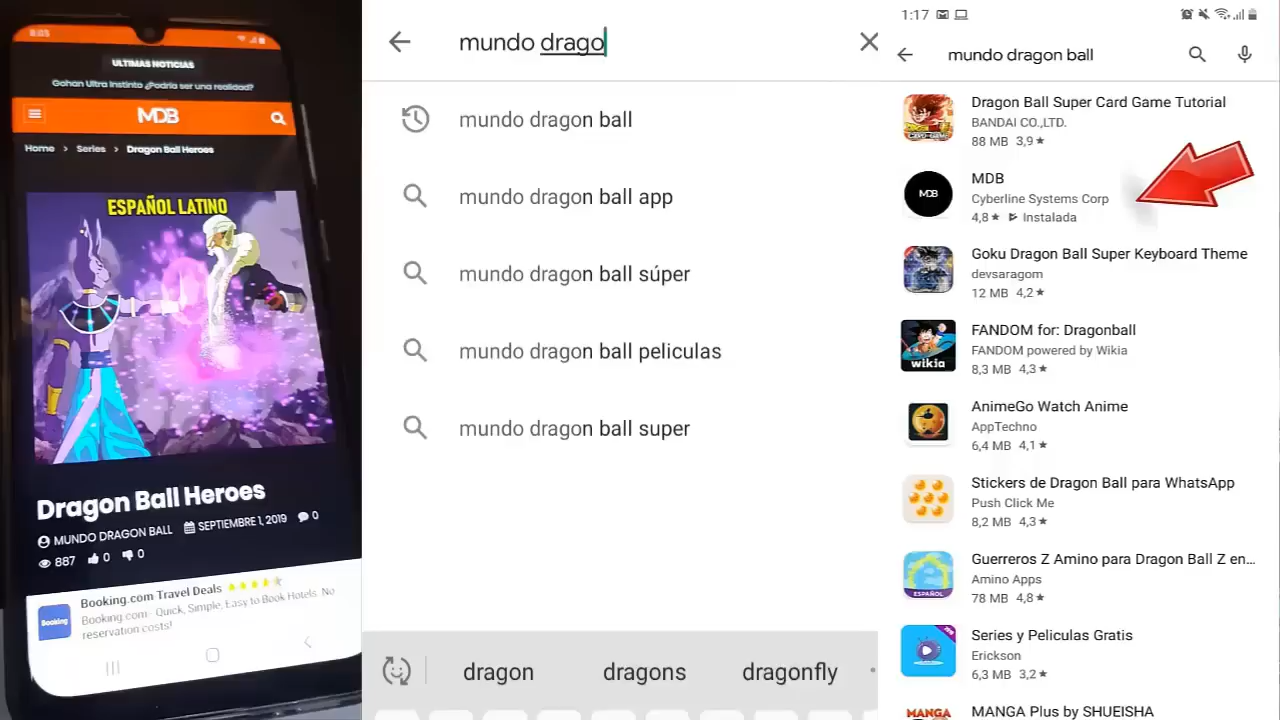 8:05
ULTIMAS NOTICIAS
Gohan Ultra Instinto ¿Podría ser una realidad?
MDB
Home > Series > Dragon Ball Heroes
ESPAÑOL LATINO
Dragon Ball Heroes
MUNDO DRAGON BALL SEPTIEMBRE 1, 2019 0
887 0 0
Booking.com Travel Deals
Booking.com - Quick, Simple, Easy to Book Hotels. No
reservation costs!
Booking
mundo drago
mundo dragon ball
mundo dragon ball app
mundo dragon ball súper
mundo dragon ball peliculas
mundo dragon ball super
dragon dragons dragonfly
1:17
mundo dragon ball
Dragon Ball Super Card Game Tutorial
BANDAI CO.,LTD.
88 MB 3,9★
MDB
MDB
Cyberline Systems Corp
4,8★ Instalada
Goku Dragon Ball Super Keyboard Theme
devsaragom
12 MB 4,2★
wikia
FANDOM for: Dragonball
FANDOM powered by Wikia
8,3 MB 4,3★
AnimeGo Watch Anime
AppTechno
6,4 MB 4,1★
Stickers de Dragon Ball para WhatsApp
Push Click Me
8,2 MB 4,3★
ESPAÑOL
Guerreros Z Amino para Dragon Ball Z en…
Amino Apps
78 MB 4,8★
Series y Peliculas Gratis
Erickson
6,3 MB 3,2★
MANGA
MANGA Plus by SHUEISHA